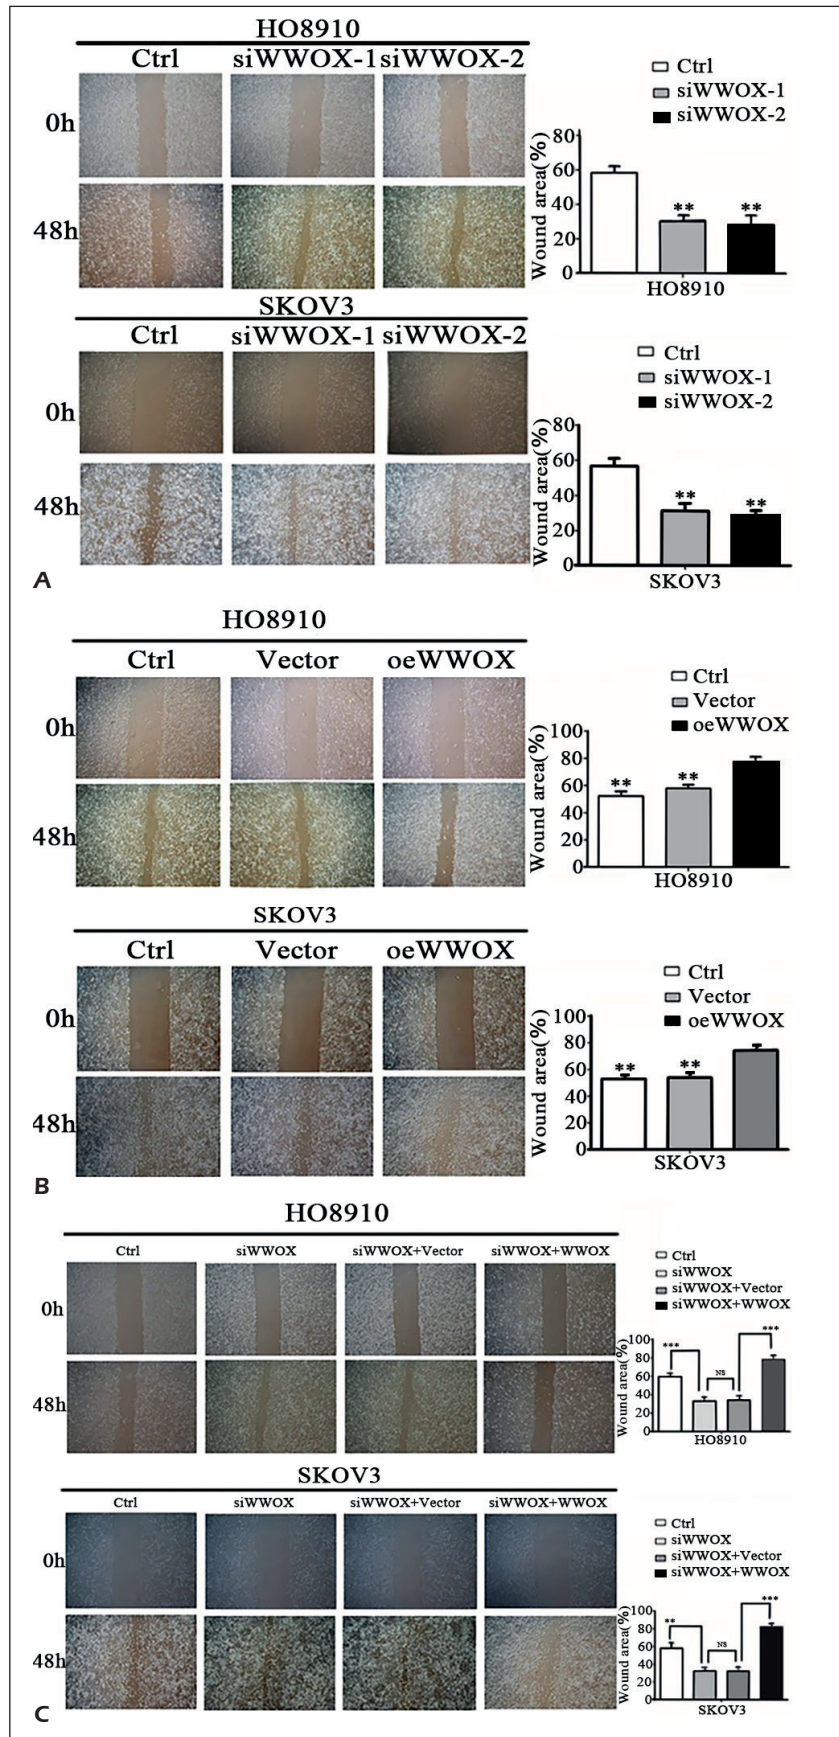 HO8910
Ctrl siWWOX-1 siWWOX-2
0h
48h
Ctrl
siWWOX-1
siWWOX-2
Wound area(%)
80
60
40
20
0
** **
HO8910
SKOV3
Ctrl siWWOX-1 siWWOX-2
0h
48h
Ctrl
siWWOX-1
siWWOX-2
Wound area(%)
80
60
40
20
0
** **
SKOV3
A
HO8910
Ctrl Vector oeWWOX
0h
48h
Ctrl
Vector
oeWWOX
Wound area(%)
100
80
60
40
20
0
** **
HO8910
SKOV3
Ctrl Vector oeWWOX
0h
48h
Ctrl
Vector
oeWWOX
Wound area(%)
100
80
60
40
20
0
** **
SKOV3
B
HO8910
Ctrl siWWOX siWWOX+Vector siWWOX+WWOX
0h
48h
Ctrl
siWWOX
siWWOX+Vector
siWWOX+WWOX
Wound area(%)
100
80
60
40
20
0
*** NS ***
HO8910
SKOV3
Ctrl siWWOX siWWOX+Vector siWWOX+WWOX
0h
48h
Ctrl
siWWOX
siWWOX+Vector
siWWOX+WWOX
Wound area(%)
100
80
60
40
20
0
** NS ***
SKOV3
C